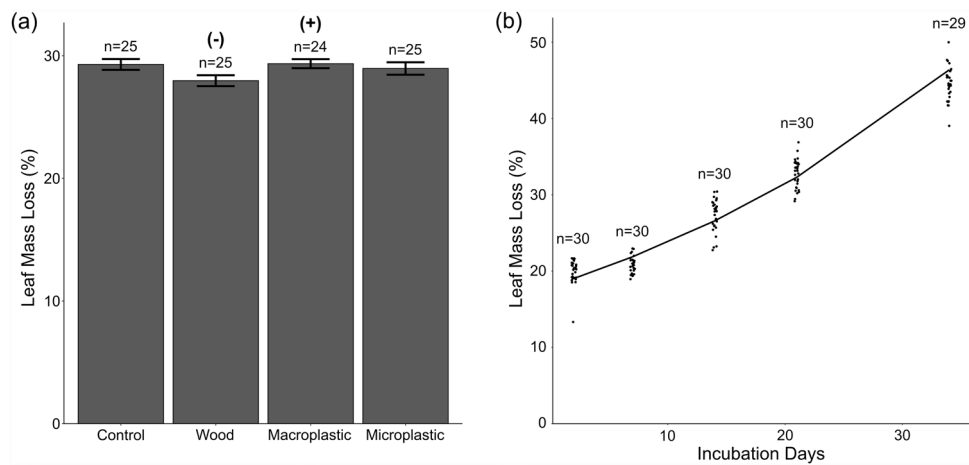 (a)
Leaf Mass Loss (%)
30
20
10
0
n=25
(-)
n=25
(+)
n=24
n=25
Control
Wood
Macroplastic
Microplastic
(b)
Leaf Mass Loss (%)
50
40
30
20
10
0
n=30
n=30
n=30
n=30
n=29
10
20
30
Incubation Days